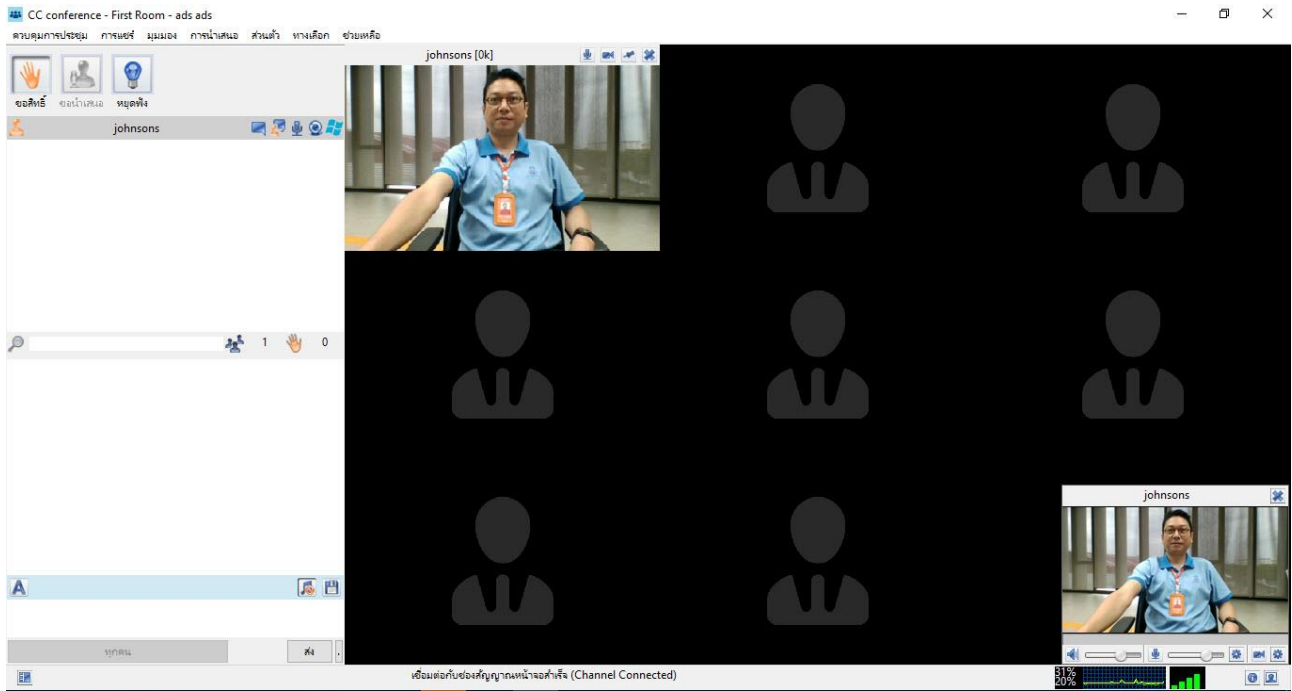 CC conference - First Room - ads ads
ควบคุมการประชุม การแชร์ มุมมอง การนำเสนอ ส่วนตัว ทางเลือก ช่วยเหลือ
johnsons [0k]
ขอสิทธิ์ ขอนำเสนอ หยุดฟัง
johnsons
1 0
johnsons
A
ทุกคน ส่ง
เชื่อมต่อกับช่องสัญญาณหน้าจอสำเร็จ (Channel Connected)
31%
20%